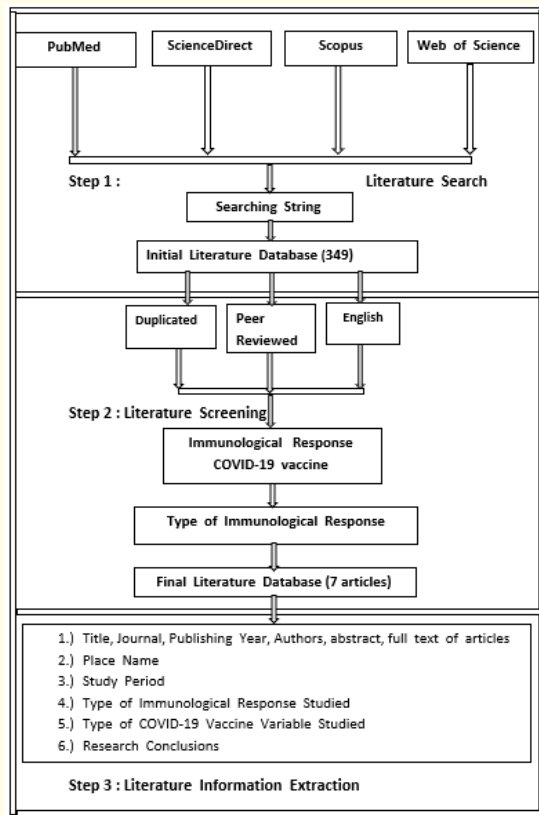 PubMed
ScienceDirect
Scopus
Web of Science
Step 1 :
Literature Search
Searching String
Initial Literature Database (349)
Duplicated
Peer
Reviewed
English
Step 2 : Literature Screening
Immunological Response
COVID-19 vaccine
Type of Immunological Response
Final Literature Database (7 articles)
1.) Title, Journal, Publishing Year, Authors, abstract, full text of articles
2.) Place Name
3.) Study Period
4.) Type of Immunological Response Studied
5.) Type of COVID-19 Vaccine Variable Studied
6.) Research Conclusions
Step 3 : Literature Information Extraction